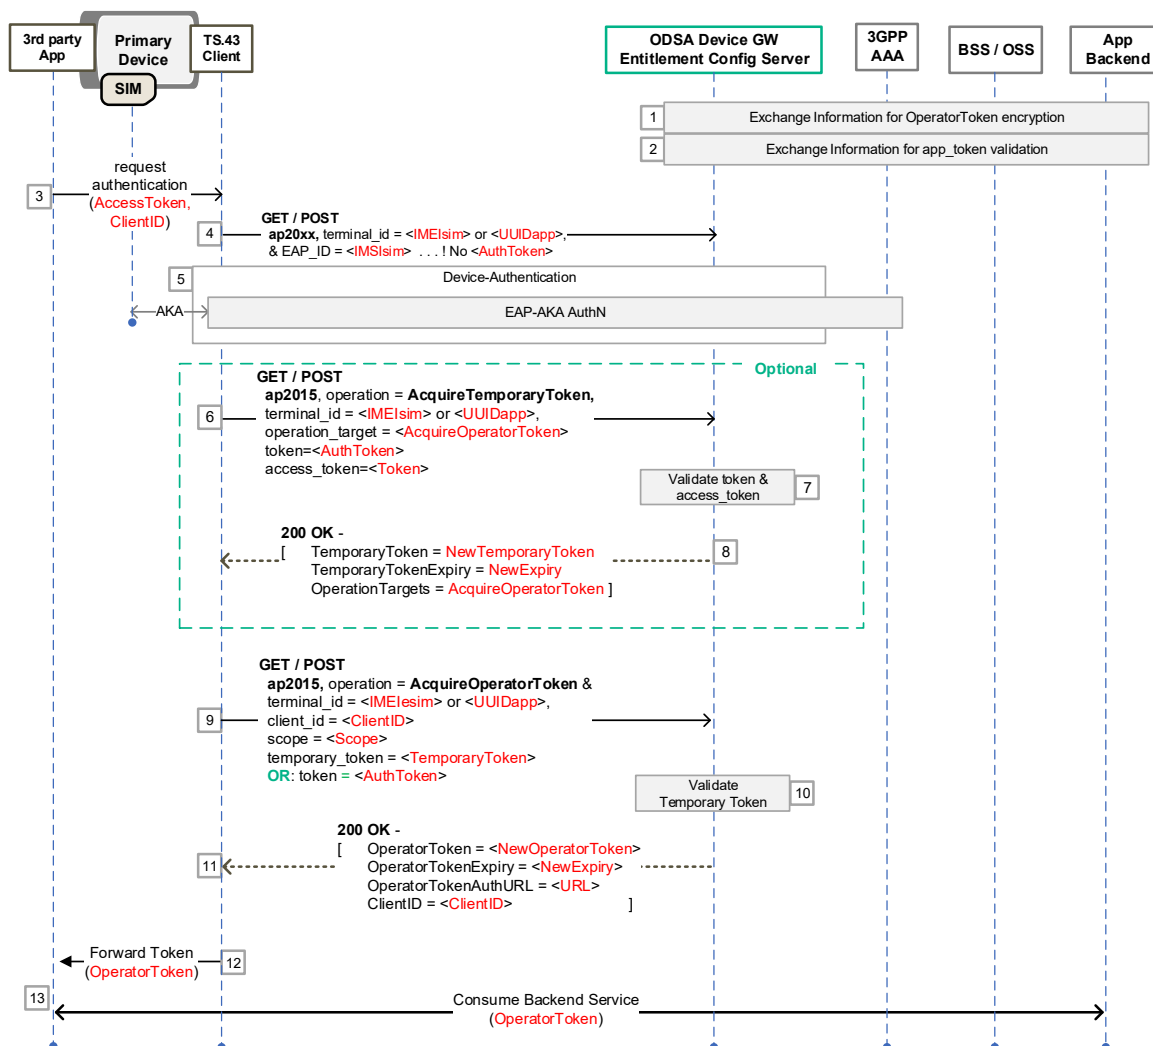 3rd party
App
Primary
Device
SIM
TS.43
Client
ODSA Device GW
Entitlement Config Server
3GPP
AAA
BSS / OSS
App
Backend
1
Exchange Information for OperatorToken encryption
2
Exchange Information for app_token validation
3
request
authentication
(AccessToken,
ClientID)
4
GET / POST
ap20xx, terminal_id = <IMEIsim> or <UUIDapp>,
& EAP_ID = <IMSIsim> . . . ! No <AuthToken>
5
Device-Authentication
AKA
EAP-AKA AuthN
Optional
6
GET / POST
ap2015, operation = AcquireTemporaryToken,
terminal_id = <IMEIsim> or <UUIDapp>,
operation_target = <AcquireOperatorToken>
token=<AuthToken>
access_token=<Token>
Validate token &
access_token
7
200 OK -
[ TemporaryToken = NewTemporaryToken
TemporaryTokenExpiry = NewExpiry
OperationTargets = AcquireOperatorToken ]
8
9
GET / POST
ap2015, operation = AcquireOperatorToken &
terminal_id = <IMEIesim> or <UUIDapp>,
client_id = <ClientID>
scope = <Scope>
temporary_token = <TemporaryToken>
OR: token = <AuthToken>
Validate
Temporary Token
10
11
200 OK -
[ OperatorToken = <NewOperatorToken>
OperatorTokenExpiry = <NewExpiry>
OperatorTokenAuthURL = <URL>
ClientID = <ClientID> ]
Forward Token
(OperatorToken)
12
13
Consume Backend Service
(OperatorToken)